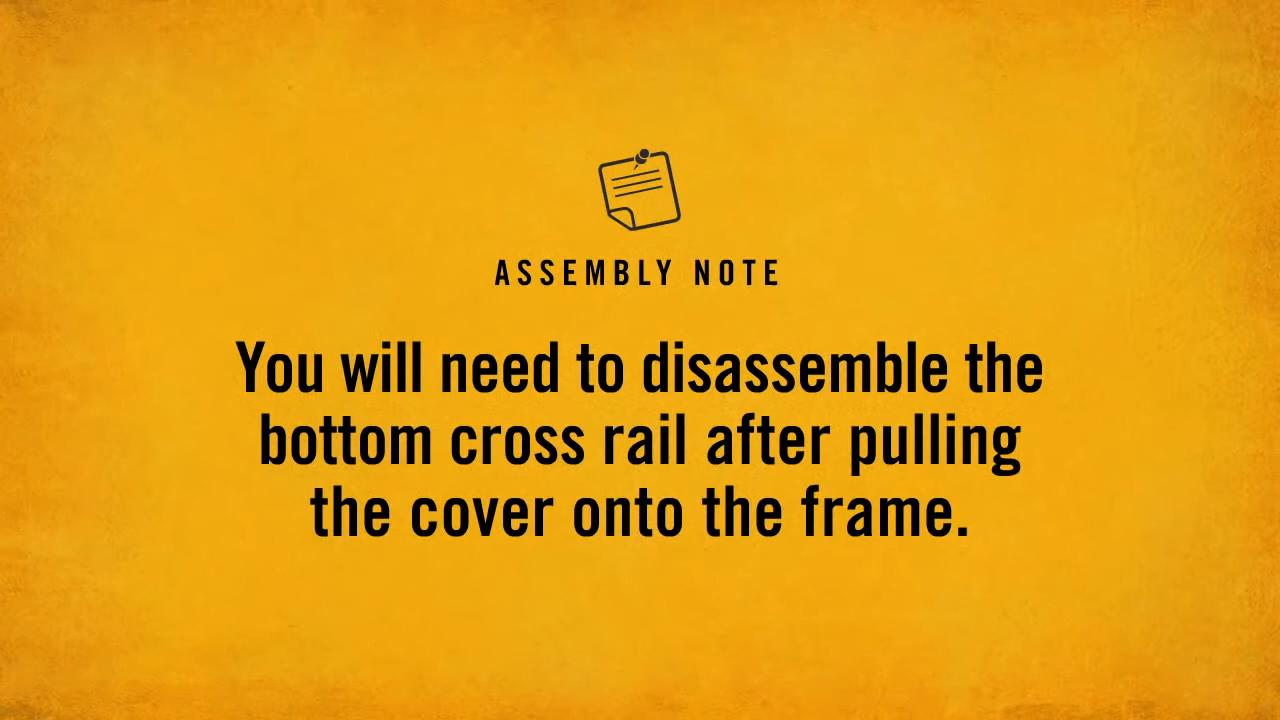 ASSEMBLY NOTE
You will need to disassemble the
bottom cross rail after pulling
the cover onto the frame.